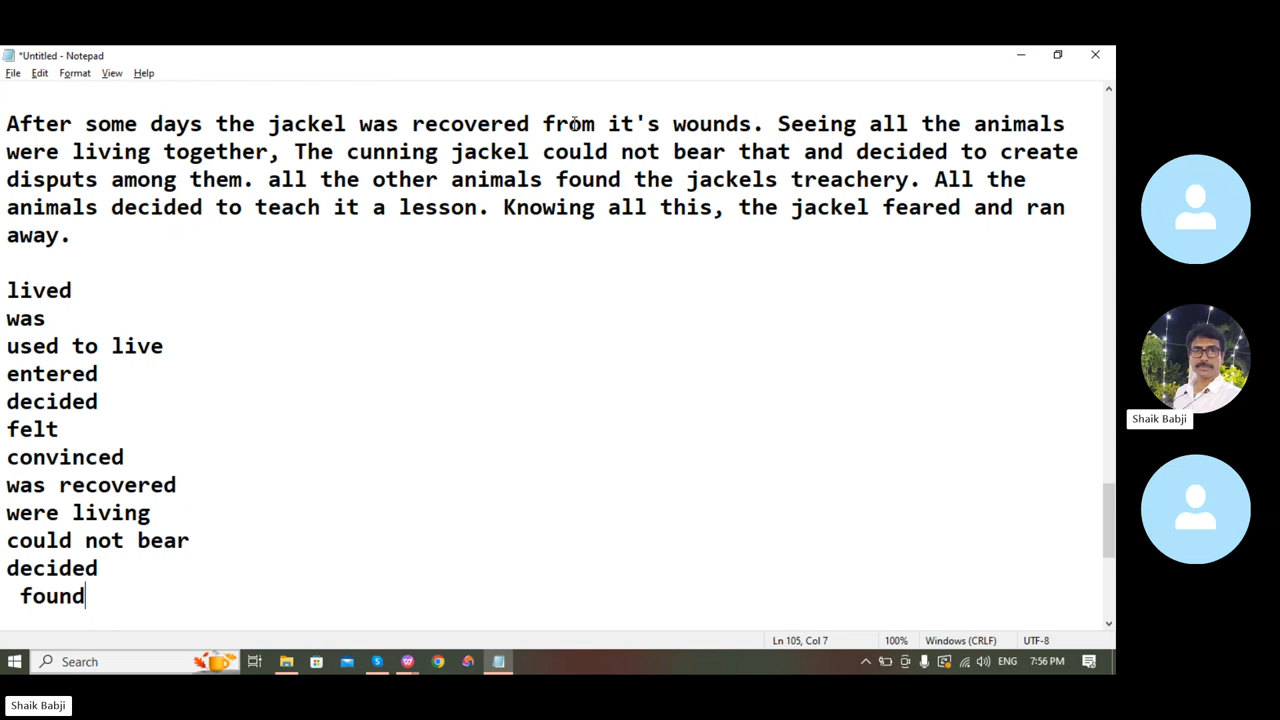 *Untitled - Notepad
File Edit Format View Help
After some days the jackel was recovered from it's wounds. Seeing all the animals
were living together, The cunning jackel could not bear that and decided to create
disputs among them. all the other animals found the jackels treachery. All the
animals decided to teach it a lesson. Knowing all this, the jackel feared and ran
away.
lived
was
used to live
entered
decided
felt
convinced
was recovered
were living
could not bear
decided
found
Shaik Babji
Ln 105, Col 7 100% Windows (CRLF) UTF-8
Search ENG 7:56 PM
Shaik Babji